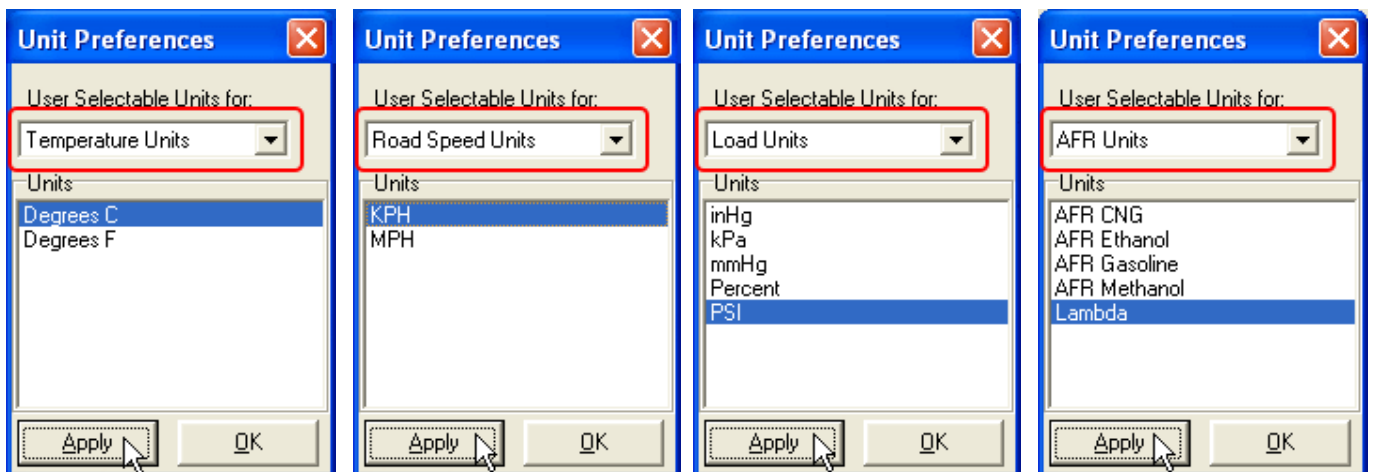 Unit Preferences
User Selectable Units for:
Temperature Units
Units
Degrees C
Degrees F
Apply
OK
Unit Preferences
User Selectable Units for:
Road Speed Units
Units
KPH
MPH
Apply
OK
Unit Preferences
User Selectable Units for:
Load Units
Units
inHg
kPa
mmHg
Percent
PSI
Apply
OK
Unit Preferences
User Selectable Units for:
AFR Units
Units
AFR CNG
AFR Ethanol
AFR Gasoline
AFR Methanol
Lambda
Apply
OK